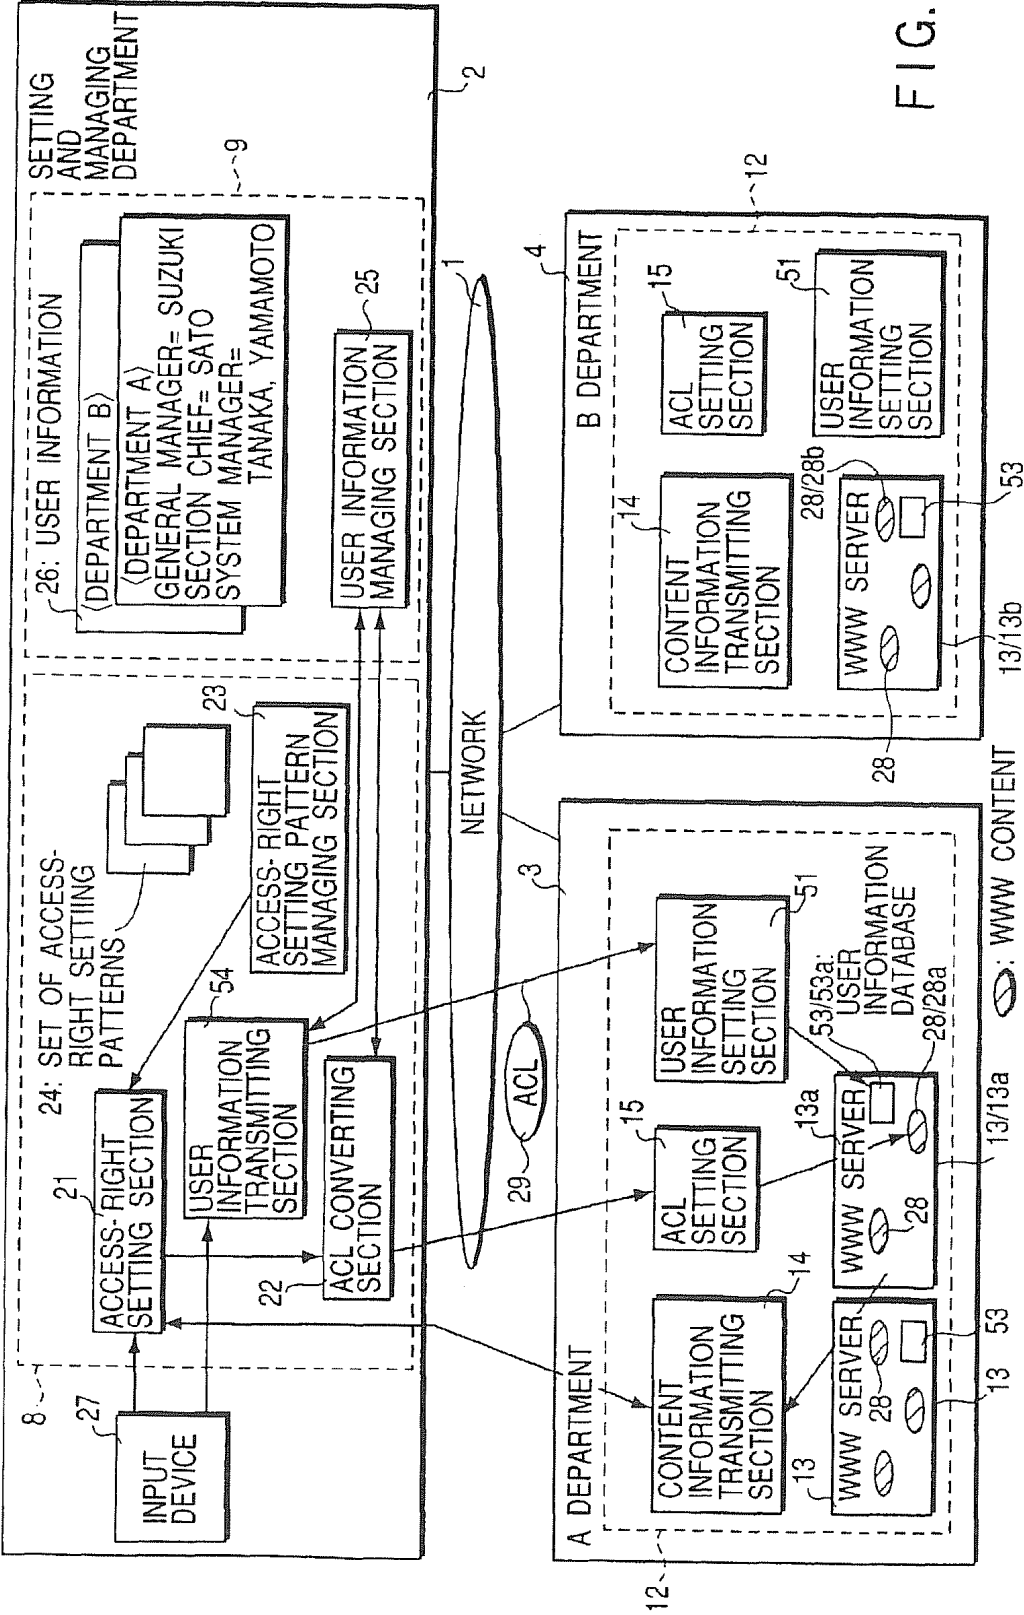 SETTING
AND
MANAGING
DEPARTMENT
2
8
27
INPUT
DEVICE
24: SET OF ACCESS-
RIGHT SETTIING
PATTERNS
21
ACCESS-RIGHT
SETTING SECTION
54
USER
INFORMATION
TRANSMITTING
SECTION
22
ACL CONVERTING
SECTION
23
ACCESS-RIGHT
SETTING PATTERN
MANAGING SECTION
9
26: USER INFORMATION
⟨DEPARTMENT B⟩
⟨DEPARTMENT A⟩
GENERAL MANAGER= SUZUKI
SECTION CHIEF= SATO
SYSTEM MANAGER=
TANAKA, YAMAMOTO
25
USER INFORMATION
MANAGING SECTION
1
NETWORK
29
ACL
A DEPARTMENT
3
12
14
CONTENT
INFORMATION
TRANSMITTING
SECTION
15
ACL
SETTING
SECTION
51
USER
INFORMATION
SETTING
SECTION
13
WWW SERVER
28
53
13
13a
WWW SERVER
28
53/53a:
USER
INFORMATION
DATABASE
28/28a
13/13a
B DEPARTMENT
4
12
14
CONTENT
INFORMATION
TRANSMITTING
SECTION
15
ACL
SETTING
SECTION
51
USER
INFORMATION
SETTING
SECTION
WWW SERVER
28/28b
28
53
13/13b
: WWW CONTENT
FIG.